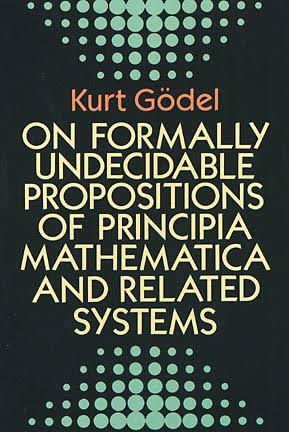 Kurt Gödel
ON FORMALLY
UNDECIDABLE
PROPOSITIONS
OF PRINCIPIA
MATHEMATICA
AND RELATED
SYSTEMS